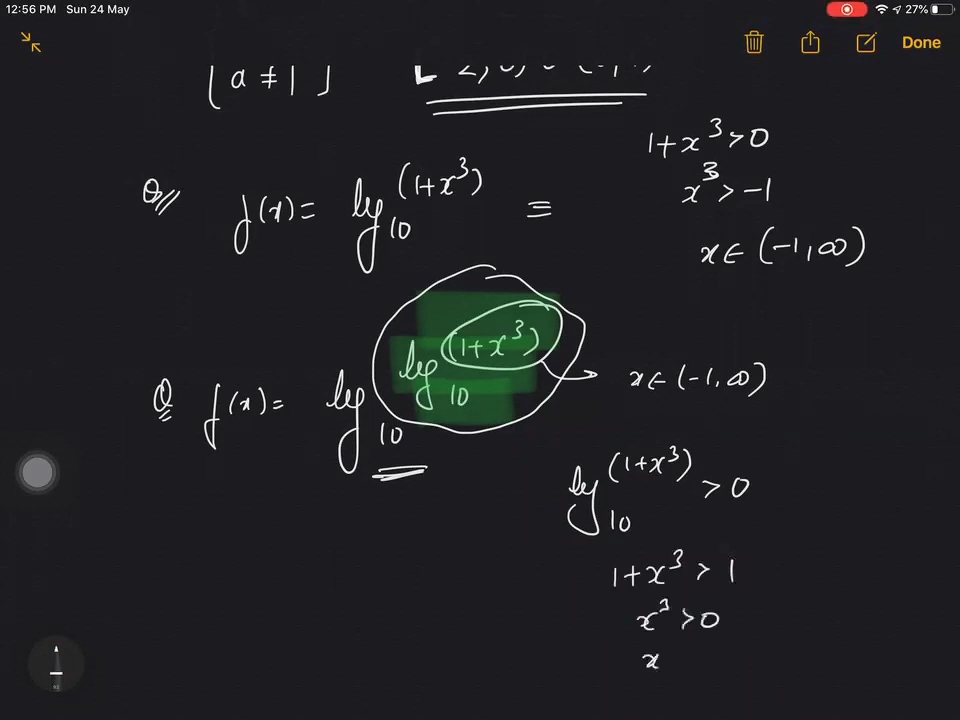 12:56 PM Sun 24 May 27%
Done
[a ≠ 1]
1+x³ > 0
Q// f(x) = log₁₀(1+x³) ≡
x³ > -1
x ∈ (-1, ∞)
Q f(x) = log₁₀ log₁₀(1+x³)
x ∈ (-1, ∞)
log₁₀(1+x³) > 0
1+x³ > 1
x³ > 0
x